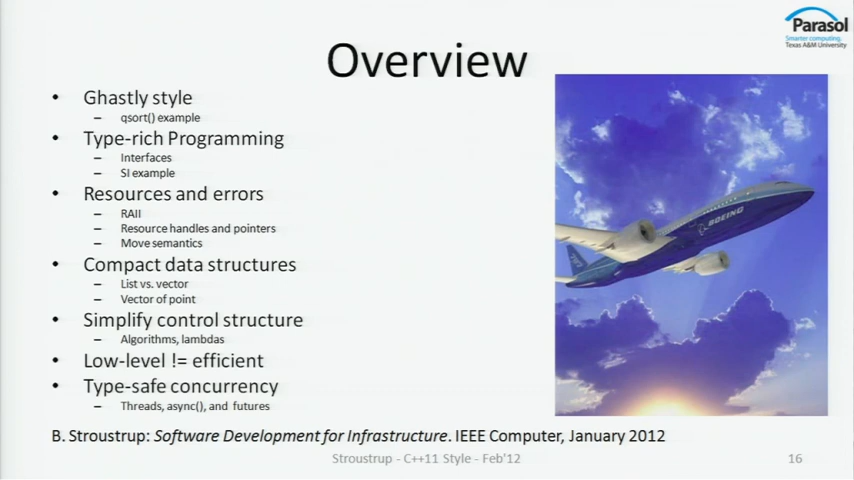 Parasol
Smarter computing.
Texas A&M University
Overview
• Ghastly style
– qsort() example
• Type-rich Programming
– Interfaces
– SI example
• Resources and errors
– RAII
– Resource handles and pointers
– Move semantics
• Compact data structures
– List vs. vector
– Vector of point
• Simplify control structure
– Algorithms, lambdas
• Low-level != efficient
• Type-safe concurrency
– Threads, async(), and futures
BOEING
787
B. Stroustrup: Software Development for Infrastructure. IEEE Computer, January 2012
Stroustrup - C++11 Style - Feb'12
16